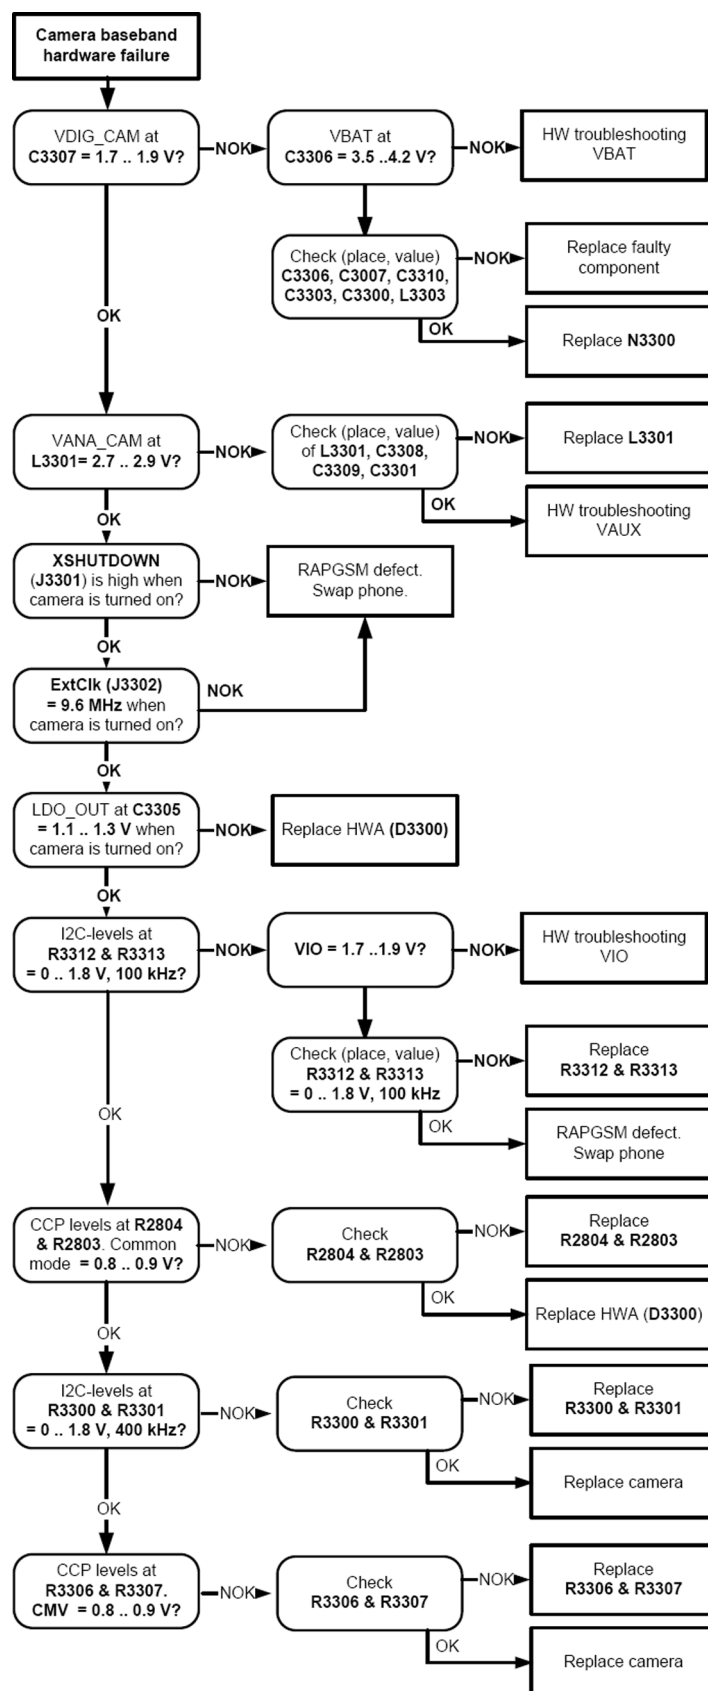 Camera baseband
hardware failure
VDIG_CAM at
C3307 = 1.7 .. 1.9 V?
NOK
VBAT at
C3306 = 3.5 ..4.2 V?
NOK
HW troubleshooting
VBAT
Check (place, value)
C3306, C3007, C3310,
C3303, C3300, L3303
NOK
Replace faulty
component
OK
Replace N3300
OK
VANA_CAM at
L3301= 2.7 .. 2.9 V?
NOK
Check (place, value)
of L3301, C3308,
C3309, C3301
NOK
Replace L3301
OK
HW troubleshooting
VAUX
OK
XSHUTDOWN
(J3301) is high when
camera is turned on?
NOK
RAPGSM defect.
Swap phone.
OK
ExtClk (J3302)
= 9.6 MHz when
camera is turned on?
NOK
OK
LDO_OUT at C3305
= 1.1 .. 1.3 V when
camera is turned on?
NOK
Replace HWA (D3300)
OK
I2C-levels at
R3312 & R3313
= 0 .. 1.8 V, 100 kHz?
NOK
VIO = 1.7 ..1.9 V?
NOK
HW troubleshooting
VIO
Check (place, value)
R3312 & R3313
= 0 .. 1.8 V, 100 kHz
NOK
Replace
R3312 & R3313
OK
RAPGSM defect.
Swap phone
OK
CCP levels at R2804
& R2803. Common
mode = 0.8 .. 0.9 V?
NOK
Check
R2804 & R2803
NOK
Replace
R2804 & R2803
OK
Replace HWA (D3300)
OK
I2C-levels at
R3300 & R3301
= 0 .. 1.8 V, 400 kHz?
NOK
Check
R3300 & R3301
NOK
Replace
R3300 & R3301
OK
Replace camera
OK
CCP levels at
R3306 & R3307.
CMV = 0.8 .. 0.9 V?
NOK
Check
R3306 & R3307
NOK
Replace
R3306 & R3307
OK
Replace camera